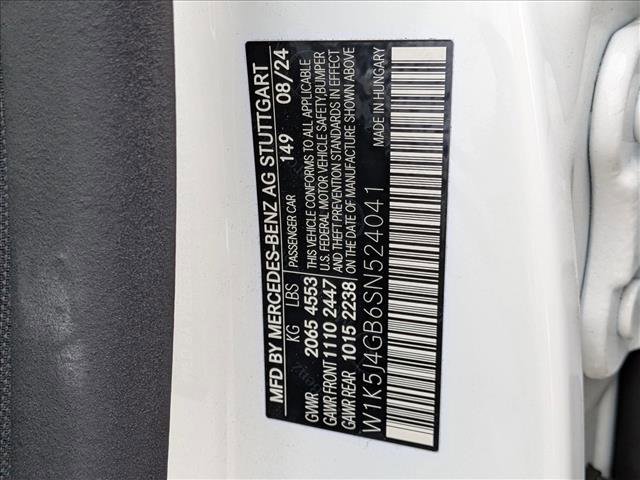 MFD BY MERCEDES-BENZ AG STUTTGART
KG LBS PASSENGER CAR 149 08/24
GVWR 2065 4553 THIS VEHICLE CONFORMS TO ALL APPLICABLE
GAWR FRONT 1110 2447 U.S. FEDERAL MOTOR VEHICLE SAFETY, BUMPER
AND THEFT PREVENTION STANDARDS IN EFFECT
GAWR REAR 1015 2238 ON THE DATE OF MANUFACTURE SHOWN ABOVE
W1K5J4GB6SN524041 MADE IN HUNGARY